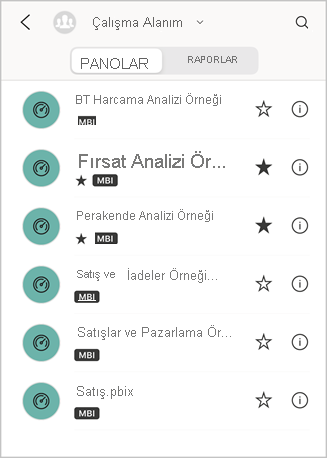 Çalışma Alanım
PANOLAR
RAPORLAR
BT Harcama Analizi Örneği
MBI
Fırsat Analizi Ör...
MBI
Perakende Analizi Örneği
MBI
Satış ve İadeler Örneği...
MBI
Satışlar ve Pazarlama Ör...
MBI
Satış.pbix
MBI